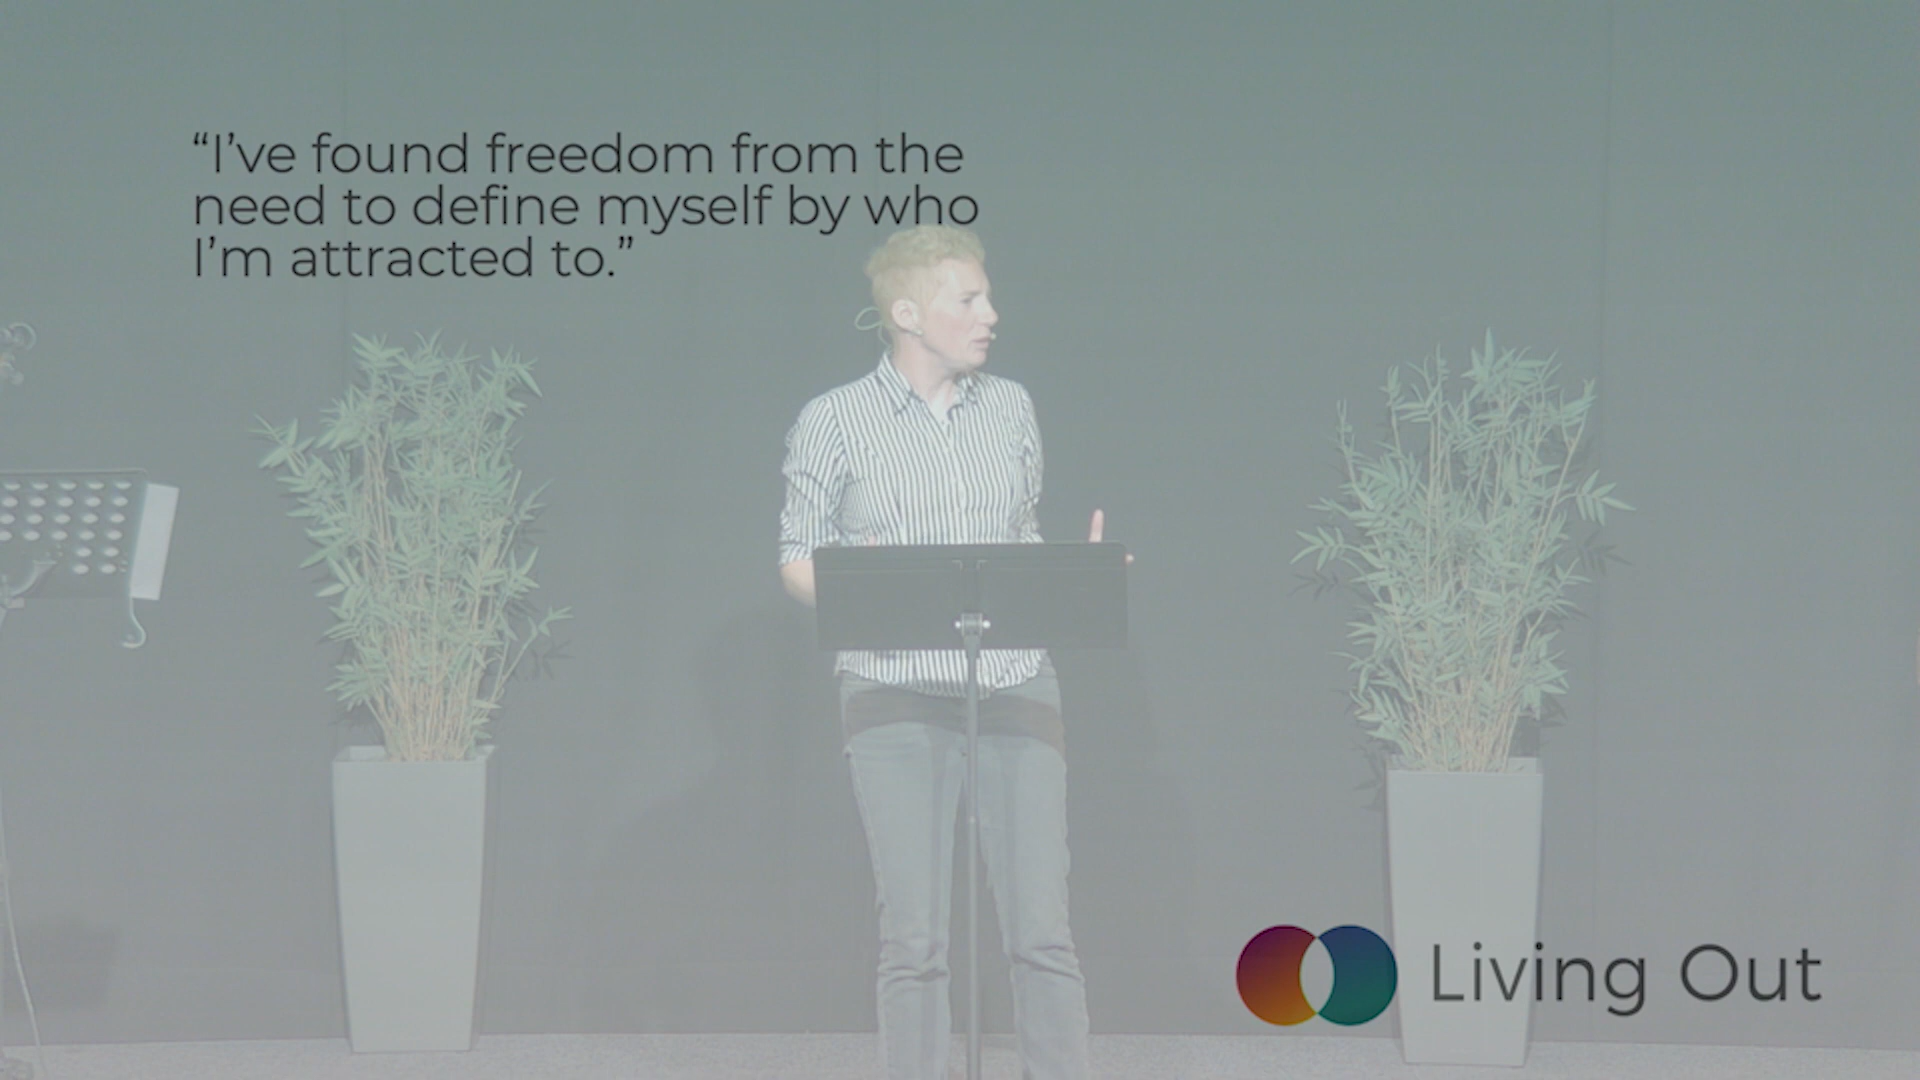 “I’ve found freedom from the
need to define myself by who
I’m attracted to.”
Living Out